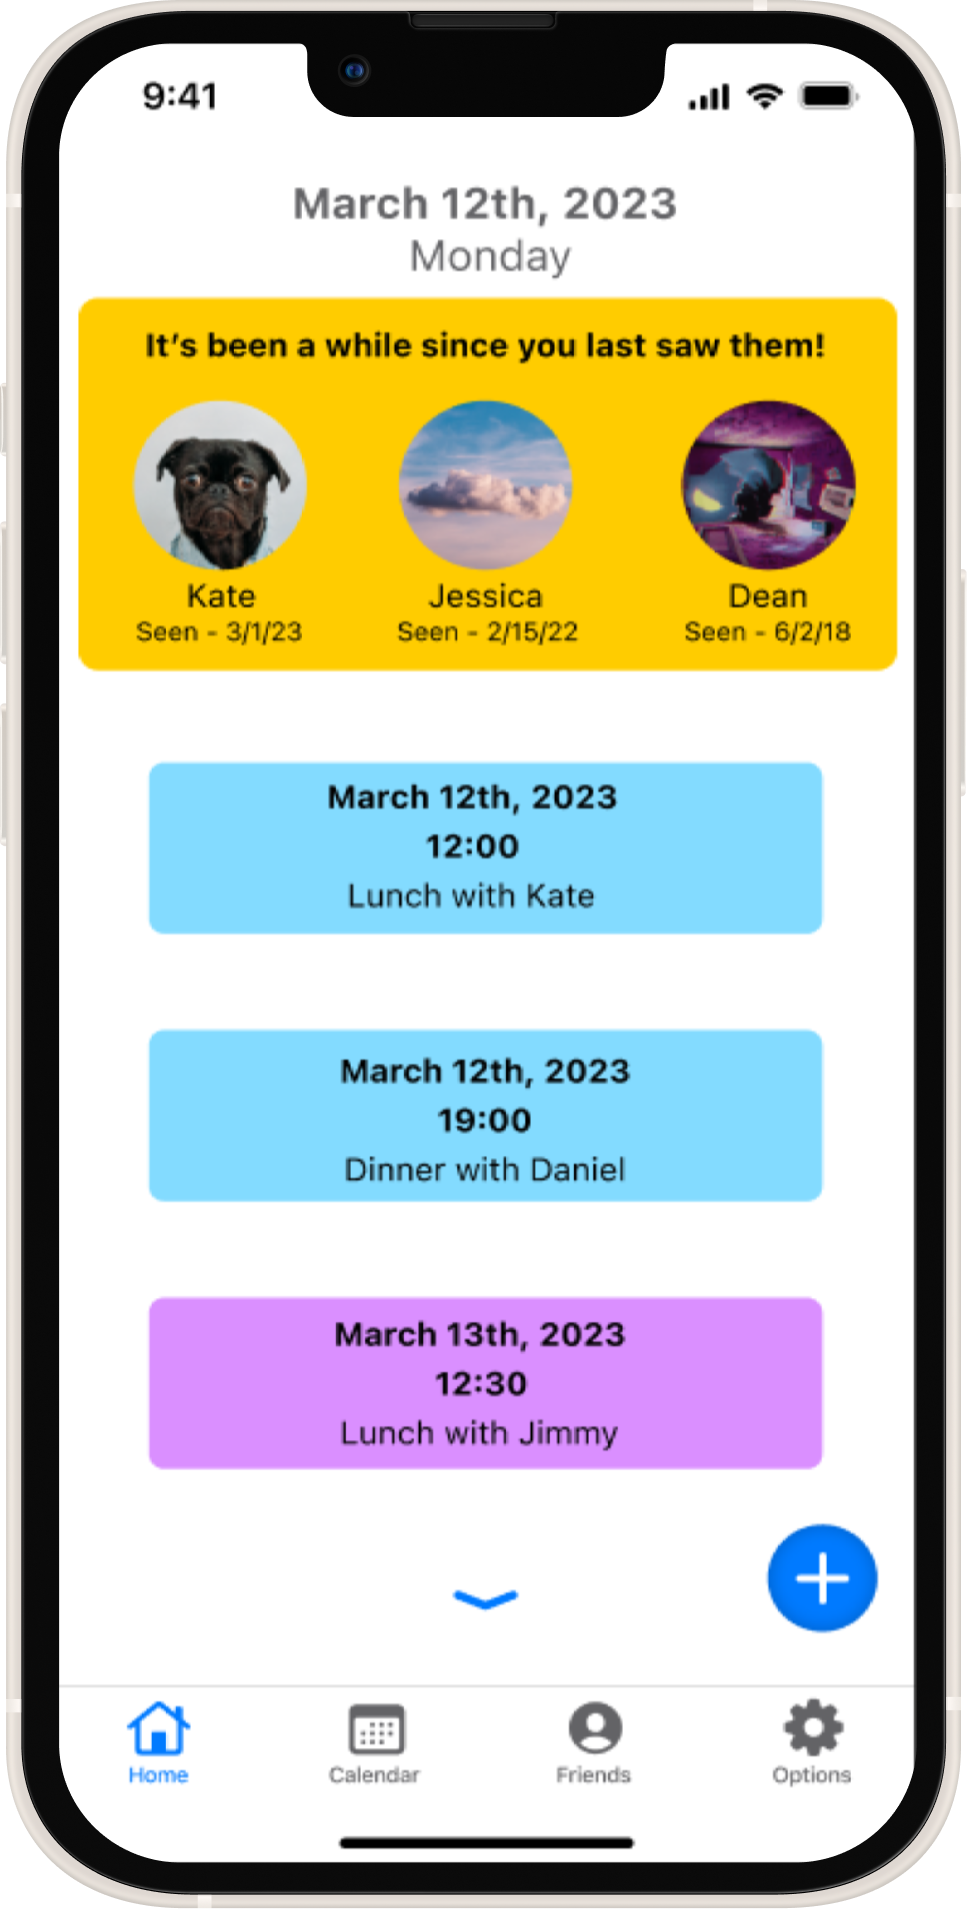 9:41
March 12th, 2023
Monday
It's been a while since you last saw them!
Kate
Seen - 3/1/23
Jessica
Seen - 2/15/22
Dean
Seen - 6/2/18
March 12th, 2023
12:00
Lunch with Kate
March 12th, 2023
19:00
Dinner with Daniel
March 13th, 2023
12:30
Lunch with Jimmy
Home
Calendar
Friends
Options